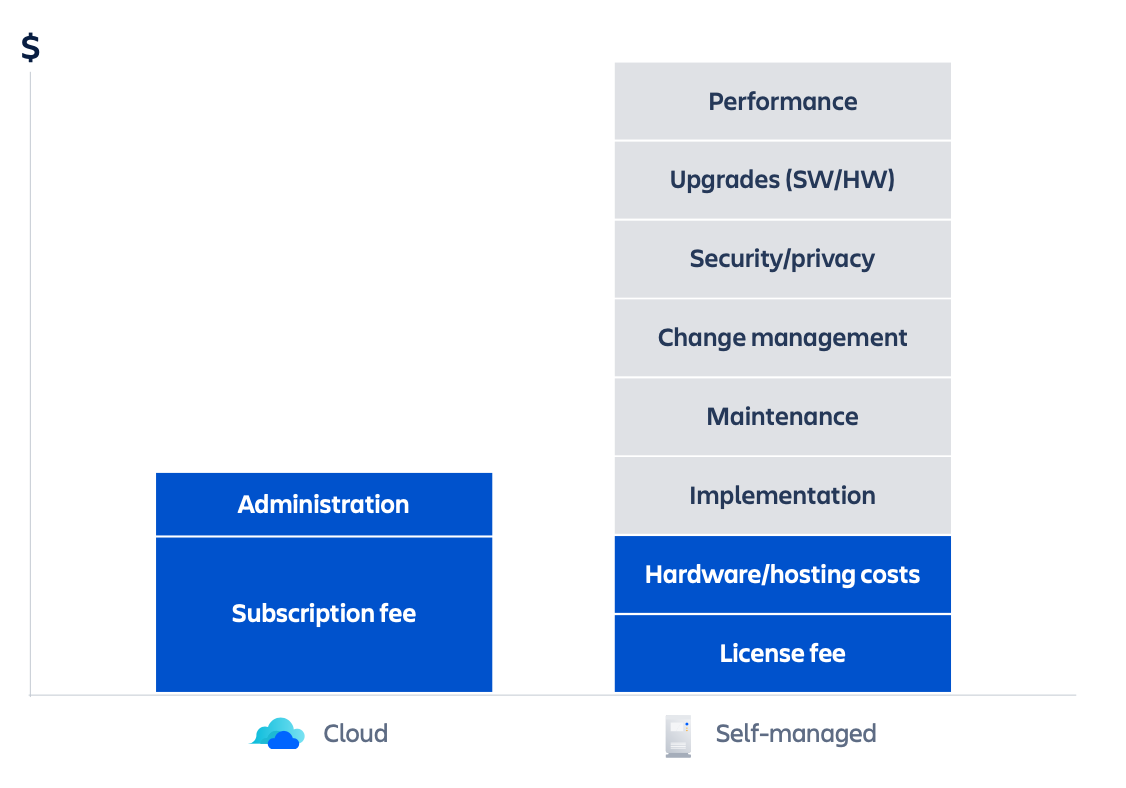 $
Performance
Upgrades (SW/HW)
Security/privacy
Change management
Maintenance
Implementation
Administration
Hardware/hosting costs
Subscription fee
License fee
Cloud
Self-managed